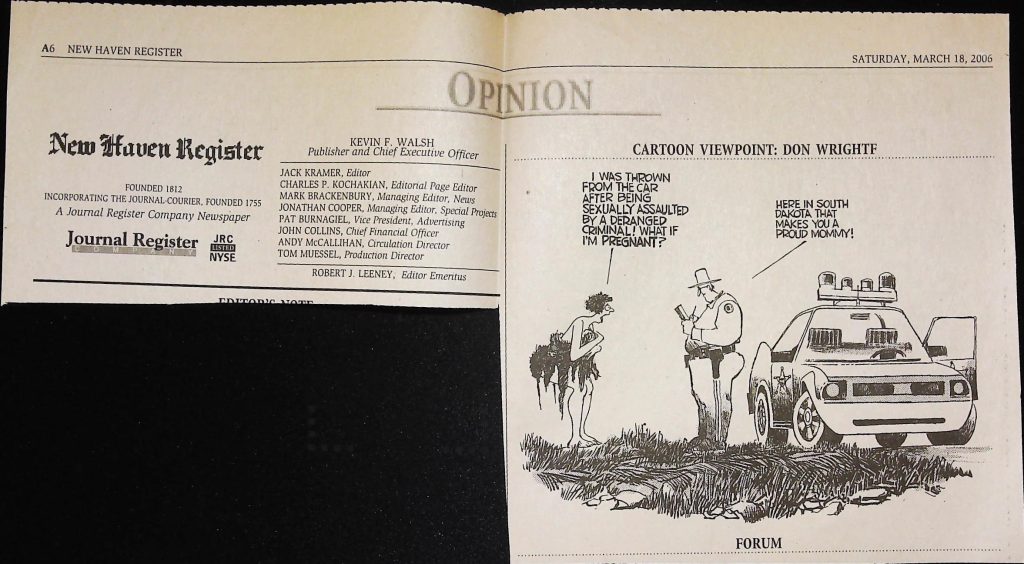 A6 NEW HAVEN REGISTER
SATURDAY, MARCH 18, 2006
OPINION
New Haven Register
FOUNDED 1812
INCORPORATING THE JOURNAL-COURIER, FOUNDED 1755
A Journal Register Company Newspaper
Journal Register
COMPANY
JRC
LISTED
NYSE
KEVIN F. WALSH
Publisher and Chief Executive Officer
JACK KRAMER, Editor
CHARLES P. KOCHAKIAN, Editorial Page Editor
MARK BRACKENBURY, Managing Editor, News
JONATHAN COOPER, Managing Editor, Special Projects
PAT BURNAGIEL, Vice President, Advertising
JOHN COLLINS, Chief Financial Officer
ANDY McCALLIHAN, Circulation Director
TOM MUESSEL, Production Director
ROBERT J. LEENEY, Editor Emeritus
EDITOR'S NOTE
CARTOON VIEWPOINT: DON WRIGHTF
I WAS THROWN
FROM THE CAR
AFTER BEING
SEXUALLY ASSAULTED
BY A DERANGED
CRIMINAL! WHAT IF
I'M PREGNANT?
HERE IN SOUTH
DAKOTA THAT
MAKES YOU A
PROUD MOMMY!
FORUM